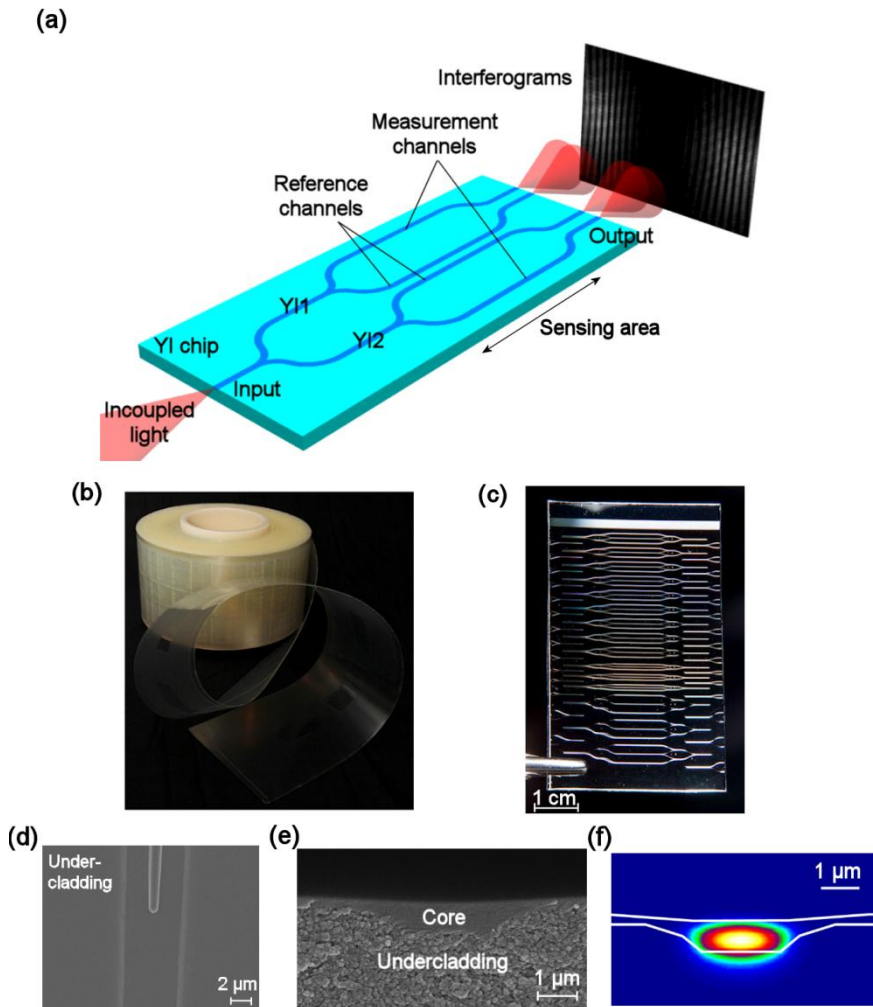 (a)
Interferograms
Measurement
channels
Reference
channels
Output
YI1
Sensing area
YI2
YI chip
Input
Incoupled
light
(b)
(c)
1 cm
(d)
Under-
cladding
2 µm
(e)
Core
Undercladding
1 µm
(f)
1 µm